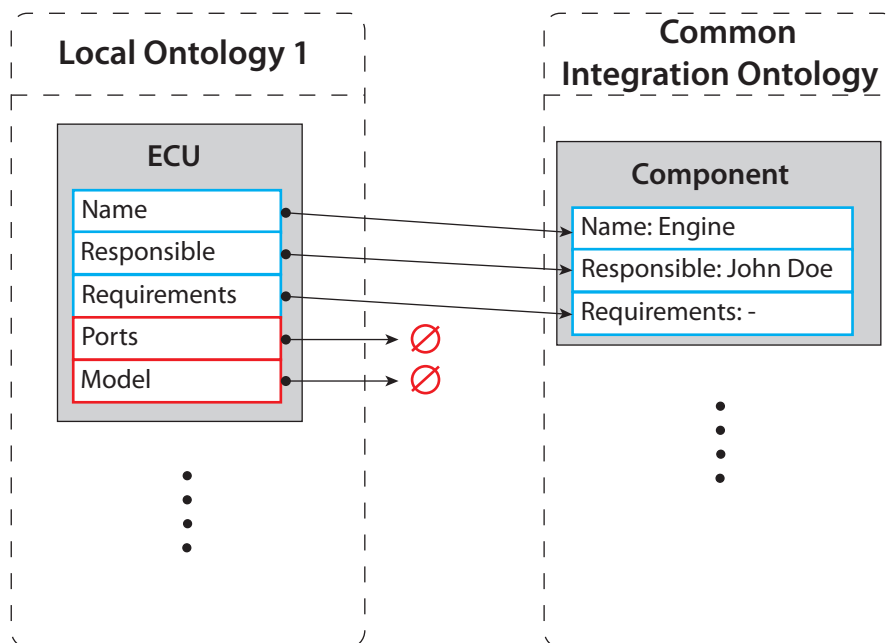 Local Ontology 1
ECU
Name
Responsible
Requirements
Ports
Model
Common
Integration Ontology
Component
Name: Engine
Responsible: John Doe
Requirements: -